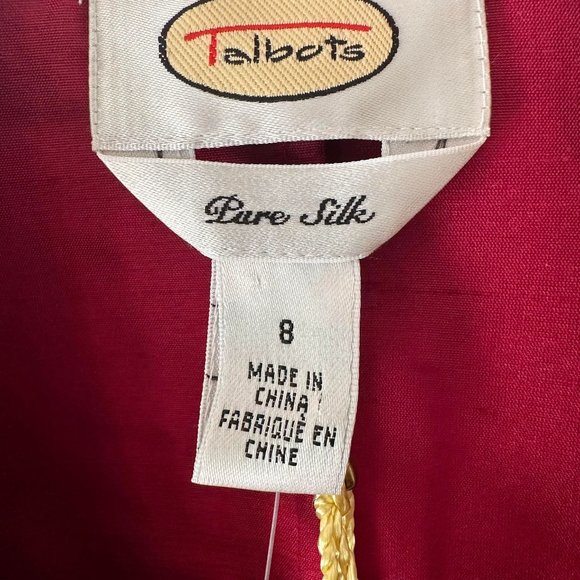 Talbots
Pure Silk
8
MADE IN
CHINA
FABRIQUÉ EN
CHINE